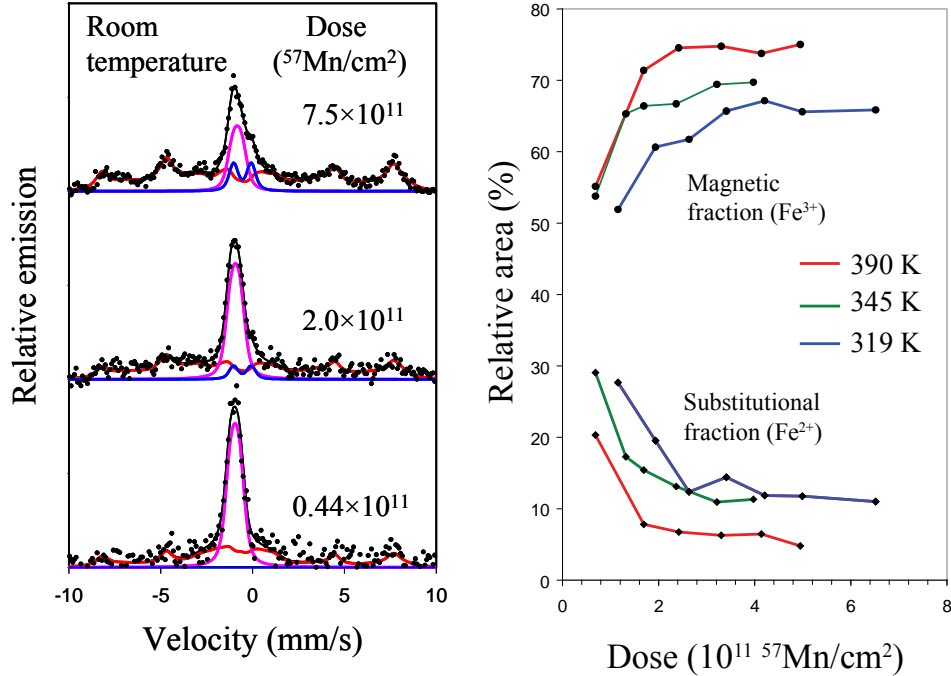 Room Dose
temperature (⁵⁷Mn/cm²)
7.5×10¹¹
2.0×10¹¹
0.44×10¹¹
Relative emission
-10 -5 0 5 10
Velocity (mm/s)
80
70
60
50
40
30
20
10
0
Relative area (%)
Magnetic
fraction (Fe³⁺)
390 K
345 K
319 K
Substitutional
fraction (Fe²⁺)
0 2 4 6 8
Dose (10¹¹ ⁵⁷Mn/cm²)